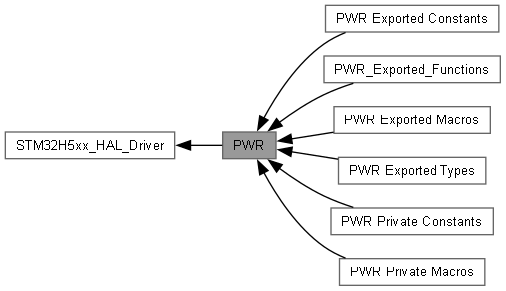 PWR Exported Constants
PWR_Exported_Functions
PWR Exported Macros
STM32H5xx_HAL_Driver
PWR
PWR Exported Types
PWR Private Constants
PWR Private Macros